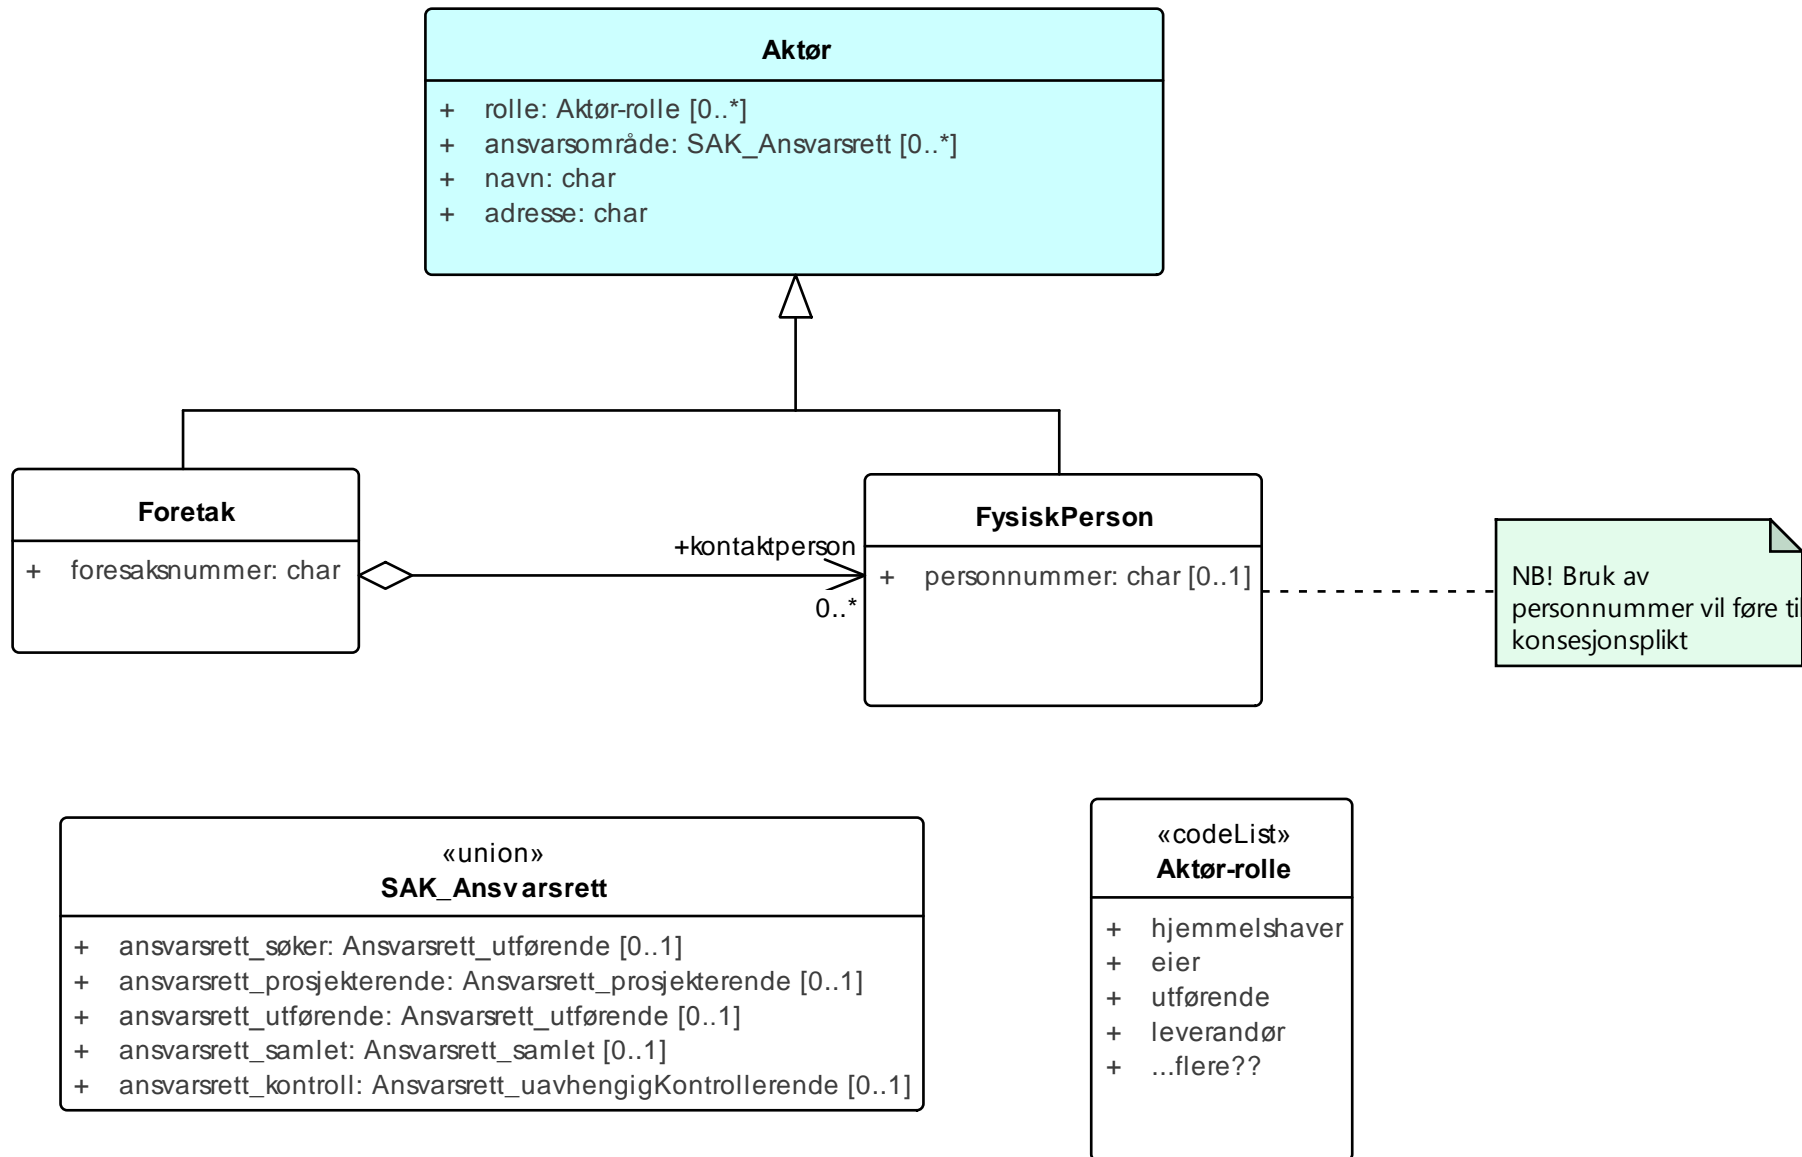 Aktør
+ rolle: Aktør-rolle [0..*]
+ ansvarsområde: SAK_Ansvarsrett [0..*]
+ navn: char
+ adresse: char
Foretak
+ foresaksnummer: char
+kontaktperson
0..*
FysiskPerson
+ personnummer: char [0..1]
NB! Bruk av
personnummer vil føre til
konsesjonsplikt
«union»
SAK_Ansvarsrett
+ ansvarsrett_søker: Ansvarsrett_utførende [0..1]
+ ansvarsrett_prosjekterende: Ansvarsrett_prosjekterende [0..1]
+ ansvarsrett_utførende: Ansvarsrett_utførende [0..1]
+ ansvarsrett_samlet: Ansvarsrett_samlet [0..1]
+ ansvarsrett_kontroll: Ansvarsrett_uavhengigKontrollerende [0..1]
«codeList»
Aktør-rolle
+ hjemmelshaver
+ eier
+ utførende
+ leverandør
+ ...flere??